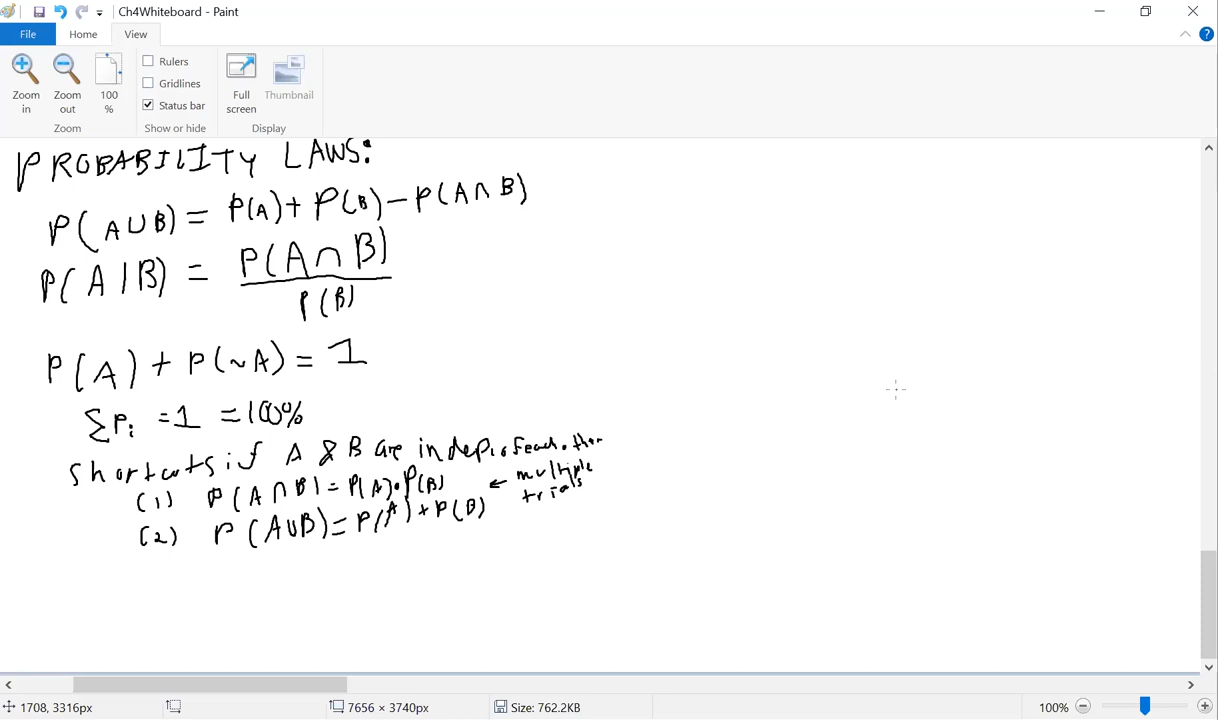 Ch4Whiteboard - Paint
File Home View
Zoom in
Zoom out
100 %
Rulers
Gridlines
Status bar
Full screen
Thumbnail
Zoom Show or hide Display
PROBABILITY LAWS:
P(A∪B) = P(A) + P(B) - P(A∩B)
P(A|B) = P(A∩B)
P(B)
P(A) + P(~A) = 1
∑Pi = 1 = 100%
Shortcuts if A & B are indep. of each other
(1) P(A∩B) = P(A)·P(B) ← multiple trials
(2) P(A∪B) = P(A) + P(B)
1708, 3316px 7656 × 3740px Size: 762.2KB 100%